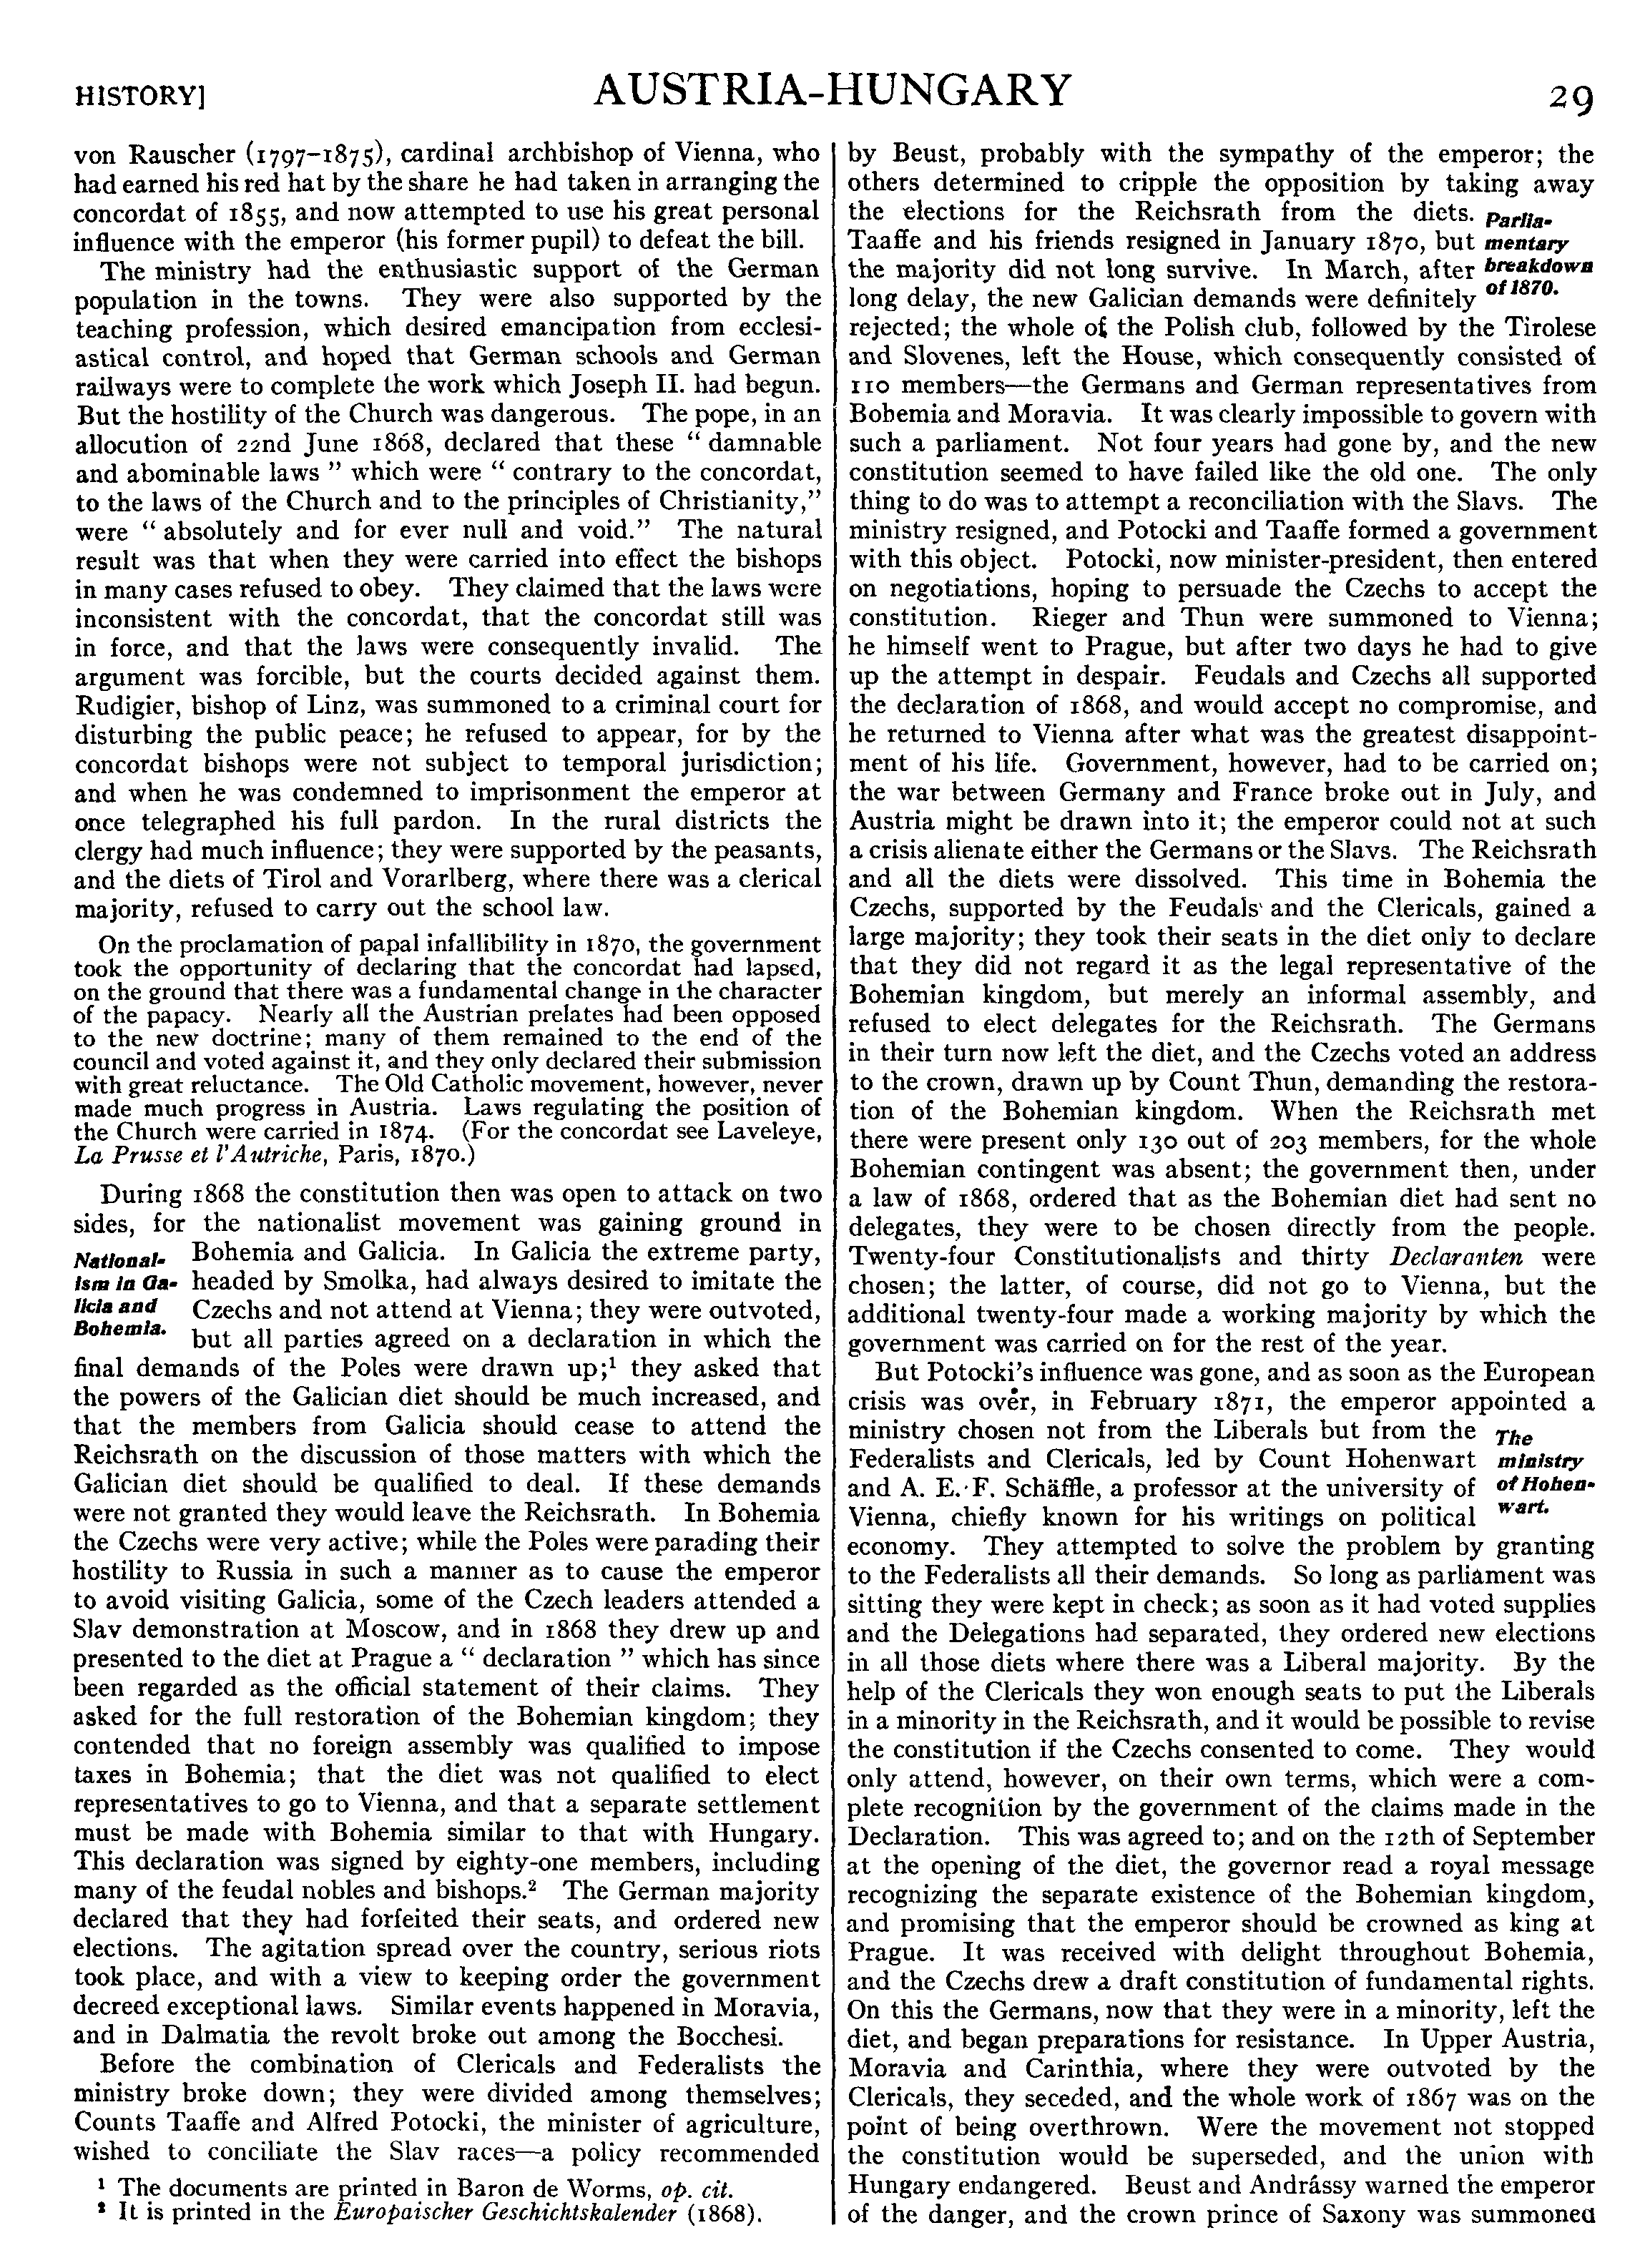 HISTORY]
AUSTRIA-HUNGARY
29
von Rauscher (1797-1875), cardinal archbishop of Vienna, who
had earned his red hat by the share he had taken in arranging the
concordat of 1855, and now attempted to use his great personal
influence with the emperor (his former pupil) to defeat the bill.
The ministry had the enthusiastic support of the German
population in the towns. They were also supported by the
teaching profession, which desired emancipation from ecclesi-
astical control, and hoped that German schools and German
railways were to complete the work which Joseph II. had begun.
But the hostility of the Church was dangerous. The pope, in an
allocution of 22nd June 1868, declared that these “ damnable
and abominable laws ” which were “ contrary to the concordat,
to the laws of the Church and to the principles of Christianity,”
were “ absolutely and for ever null and void.” The natural
result was that when they were carried into effect the bishops
in many cases refused to obey. They claimed that the laws were
inconsistent with the concordat, that the concordat still was
in force, and that the laws were consequently invalid. The
argument was forcible, but the courts decided against them.
Rudigier, bishop of Linz, was summoned to a criminal court for
disturbing the public peace; he refused to appear, for by the
concordat bishops were not subject to temporal jurisdiction;
and when he was condemned to imprisonment the emperor at
once telegraphed his full pardon. In the rural districts the
clergy had much influence; they were supported by the peasants,
and the diets of Tirol and Vorarlberg, where there was a clerical
majority, refused to carry out the school law.
On the proclamation of papal infallibility in 1870, the government
took the opportunity of declaring that the concordat had lapsed,
on the ground that there was a fundamental change in the character
of the papacy. Nearly all the Austrian prelates had been opposed
to the new doctrine; many of them remained to the end of the
council and voted against it, and they only declared their submission
with great reluctance. The Old Catholic movement, however, never
made much progress in Austria. Laws regulating the position of
the Church were carried in 1874. (For the concordat see Laveleye,
La Prusse et l'Autriche, Paris, 1870.)
During 1868 the constitution then was open to attack on two
sides, for the nationalist movement was gaining ground in
National-
ism in Ga-
licia and
Bohemia.
Bohemia and Galicia. In Galicia the extreme party,
headed by Smolka, had always desired to imitate the
Czechs and not attend at Vienna; they were outvoted,
but all parties agreed on a declaration in which the
final demands of the Poles were drawn up;¹ they asked that
the powers of the Galician diet should be much increased, and
that the members from Galicia should cease to attend the
Reichsrath on the discussion of those matters with which the
Galician diet should be qualified to deal. If these demands
were not granted they would leave the Reichsrath. In Bohemia
the Czechs were very active; while the Poles were parading their
hostility to Russia in such a manner as to cause the emperor
to avoid visiting Galicia, some of the Czech leaders attended a
Slav demonstration at Moscow, and in 1868 they drew up and
presented to the diet at Prague a “ declaration ” which has since
been regarded as the official statement of their claims. They
asked for the full restoration of the Bohemian kingdom; they
contended that no foreign assembly was qualified to impose
taxes in Bohemia; that the diet was not qualified to elect
representatives to go to Vienna, and that a separate settlement
must be made with Bohemia similar to that with Hungary.
This declaration was signed by eighty-one members, including
many of the feudal nobles and bishops.² The German majority
declared that they had forfeited their seats, and ordered new
elections. The agitation spread over the country, serious riots
took place, and with a view to keeping order the government
decreed exceptional laws. Similar events happened in Moravia,
and in Dalmatia the revolt broke out among the Bocchesi.
Before the combination of Clericals and Federalists the
ministry broke down; they were divided among themselves;
Counts Taaffe and Alfred Potocki, the minister of agriculture,
wished to conciliate the Slav races—a policy recommended
¹ The documents are printed in Baron de Worms, op. cit.
² It is printed in the Europaischer Geschichtskalender (1868).
by Beust, probably with the sympathy of the emperor; the
others determined to cripple the opposition by taking away
the elections for the Reichsrath from the diets.
Taaffe and his friends resigned in January 1870, but
the majority did not long survive. In March, after
long delay, the new Galician demands were definitely
Parlia-
mentary
breakdown
of 1870.
rejected; the whole of the Polish club, followed by the Tirolese
and Slovenes, left the House, which consequently consisted of
110 members—the Germans and German representatives from
Bohemia and Moravia. It was clearly impossible to govern with
such a parliament. Not four years had gone by, and the new
constitution seemed to have failed like the old one. The only
thing to do was to attempt a reconciliation with the Slavs. The
ministry resigned, and Potocki and Taaffe formed a government
with this object. Potocki, now minister-president, then entered
on negotiations, hoping to persuade the Czechs to accept the
constitution. Rieger and Thun were summoned to Vienna;
he himself went to Prague, but after two days he had to give
up the attempt in despair. Feudals and Czechs all supported
the declaration of 1868, and would accept no compromise, and
he returned to Vienna after what was the greatest disappoint-
ment of his life. Government, however, had to be carried on;
the war between Germany and France broke out in July, and
Austria might be drawn into it; the emperor could not at such
a crisis alienate either the Germans or the Slavs. The Reichsrath
and all the diets were dissolved. This time in Bohemia the
Czechs, supported by the Feudals and the Clericals, gained a
large majority; they took their seats in the diet only to declare
that they did not regard it as the legal representative of the
Bohemian kingdom, but merely an informal assembly, and
refused to elect delegates for the Reichsrath. The Germans
in their turn now left the diet, and the Czechs voted an address
to the crown, drawn up by Count Thun, demanding the restora-
tion of the Bohemian kingdom. When the Reichsrath met
there were present only 130 out of 203 members, for the whole
Bohemian contingent was absent; the government then, under
a law of 1868, ordered that as the Bohemian diet had sent no
delegates, they were to be chosen directly from the people.
Twenty-four Constitutionalists and thirty Declaranten were
chosen; the latter, of course, did not go to Vienna, but the
additional twenty-four made a working majority by which the
government was carried on for the rest of the year.
But Potocki's influence was gone, and as soon as the European
crisis was over, in February 1871, the emperor appointed a
ministry chosen not from the Liberals but from the
Federalists and Clericals, led by Count Hohenwart
and A. E. F. Schäffle, a professor at the university of
Vienna, chiefly known for his writings on political
The
ministry
of Hohen-
wart.
economy. They attempted to solve the problem by granting
to the Federalists all their demands. So long as parliament was
sitting they were kept in check; as soon as it had voted supplies
and the Delegations had separated, they ordered new elections
in all those diets where there was a Liberal majority. By the
help of the Clericals they won enough seats to put the Liberals
in a minority in the Reichsrath, and it would be possible to revise
the constitution if the Czechs consented to come. They would
only attend, however, on their own terms, which were a com-
plete recognition by the government of the claims made in the
Declaration. This was agreed to; and on the 12th of September
at the opening of the diet, the governor read a royal message
recognizing the separate existence of the Bohemian kingdom,
and promising that the emperor should be crowned as king at
Prague. It was received with delight throughout Bohemia,
and the Czechs drew a draft constitution of fundamental rights.
On this the Germans, now that they were in a minority, left the
diet, and began preparations for resistance. In Upper Austria,
Moravia and Carinthia, where they were outvoted by the
Clericals, they seceded, and the whole work of 1867 was on the
point of being overthrown. Were the movement not stopped
the constitution would be superseded, and the union with
Hungary endangered. Beust and Andrássy warned the emperor
of the danger, and the crown prince of Saxony was summoned